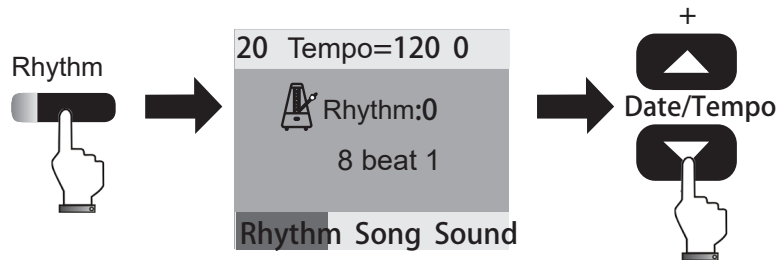 Rhythm
20 Tempo=120 0
Rhythm:0
8 beat 1
Rhythm Song Sound
+
Date/Tempo